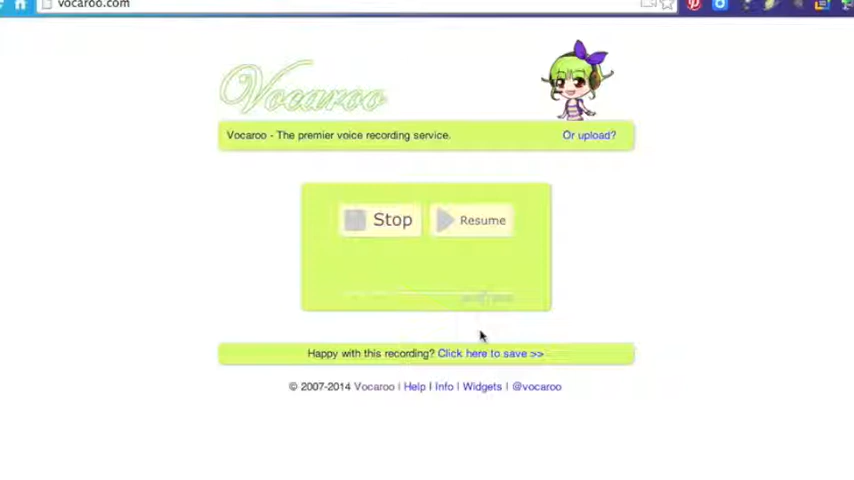 vocaroo.com
Vocaroo
Vocaroo - The premier voice recording service.
Or upload?
Stop
Resume
Happy with this recording? Click here to save >>
© 2007-2014 Vocaroo | Help | Info | Widgets | @vocaroo